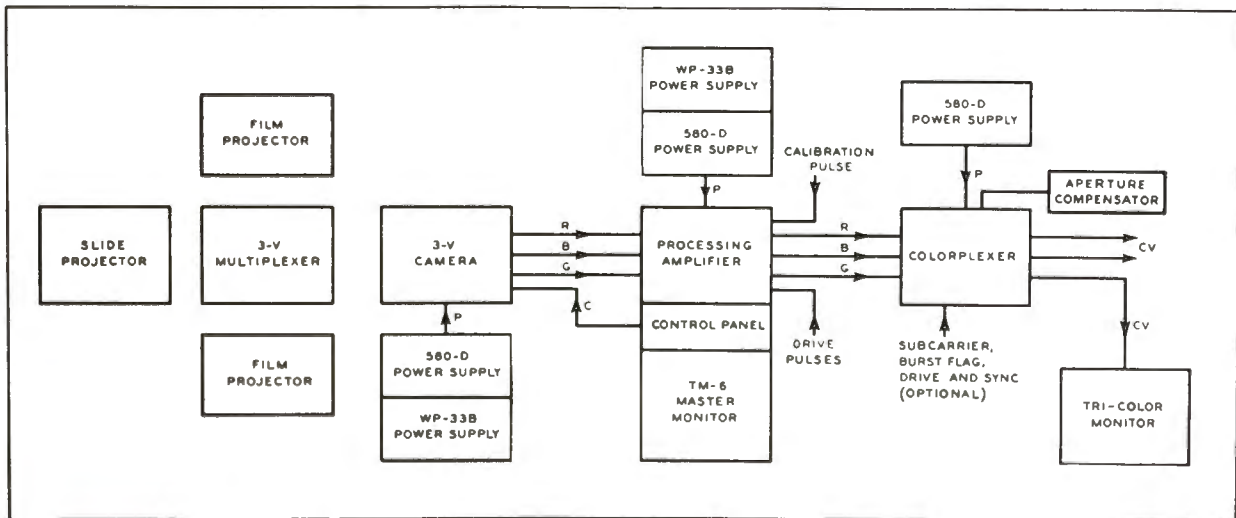 WP-33B
POWER SUPPLY
580-D
POWER SUPPLY
580-D
POWER SUPPLY
FILM
PROJECTOR
CALIBRATION
PULSE
P
P
APERTURE
COMPENSATOR
SLIDE
PROJECTOR
3-V
MULTIPLEXER
3-V
CAMERA
R
B
G
C
P
PROCESSING
AMPLIFIER
R
B
G
COLORPLEXER
CV
CV
CONTROL PANEL
DRIVE
PULSES
SUBCARRIER,
BURST FLAG,
DRIVE AND SYNC
(OPTIONAL)
FILM
PROJECTOR
580-D
POWER SUPPLY
WP-33B
POWER SUPPLY
TM-6
MASTER
MONITOR
TRI-COLOR
MONITOR